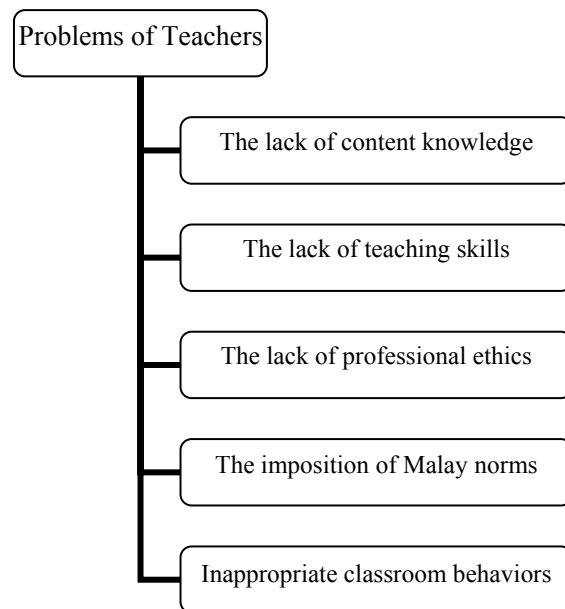 Problems of Teachers
The lack of content knowledge
The lack of teaching skills
The lack of professional ethics
The imposition of Malay norms
Inappropriate classroom behaviors